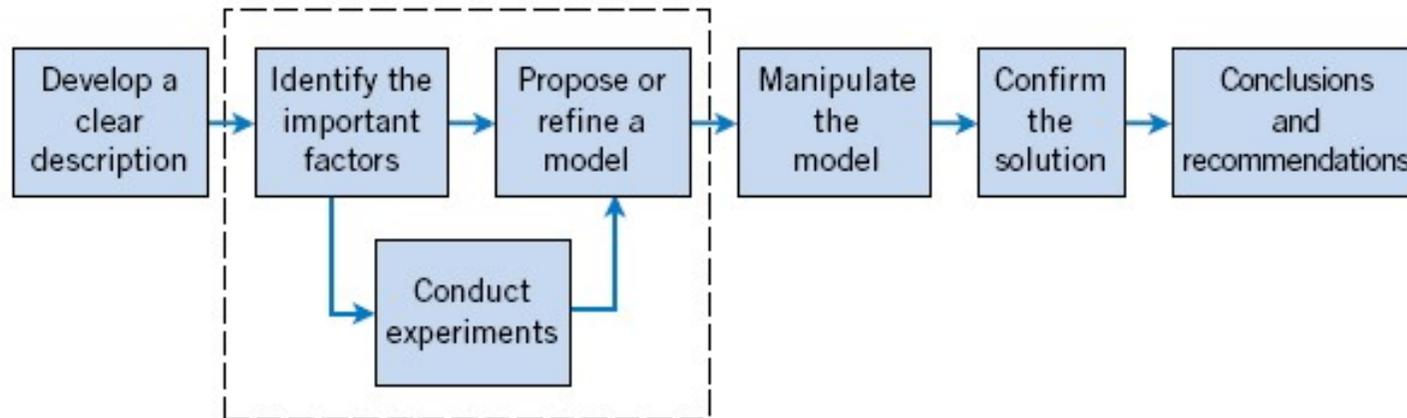 Develop a
clear
description
Identify the
important
factors
Propose or
refine a
model
Manipulate
the
model
Confirm
the
solution
Conclusions
and
recommendations
Conduct
experiments